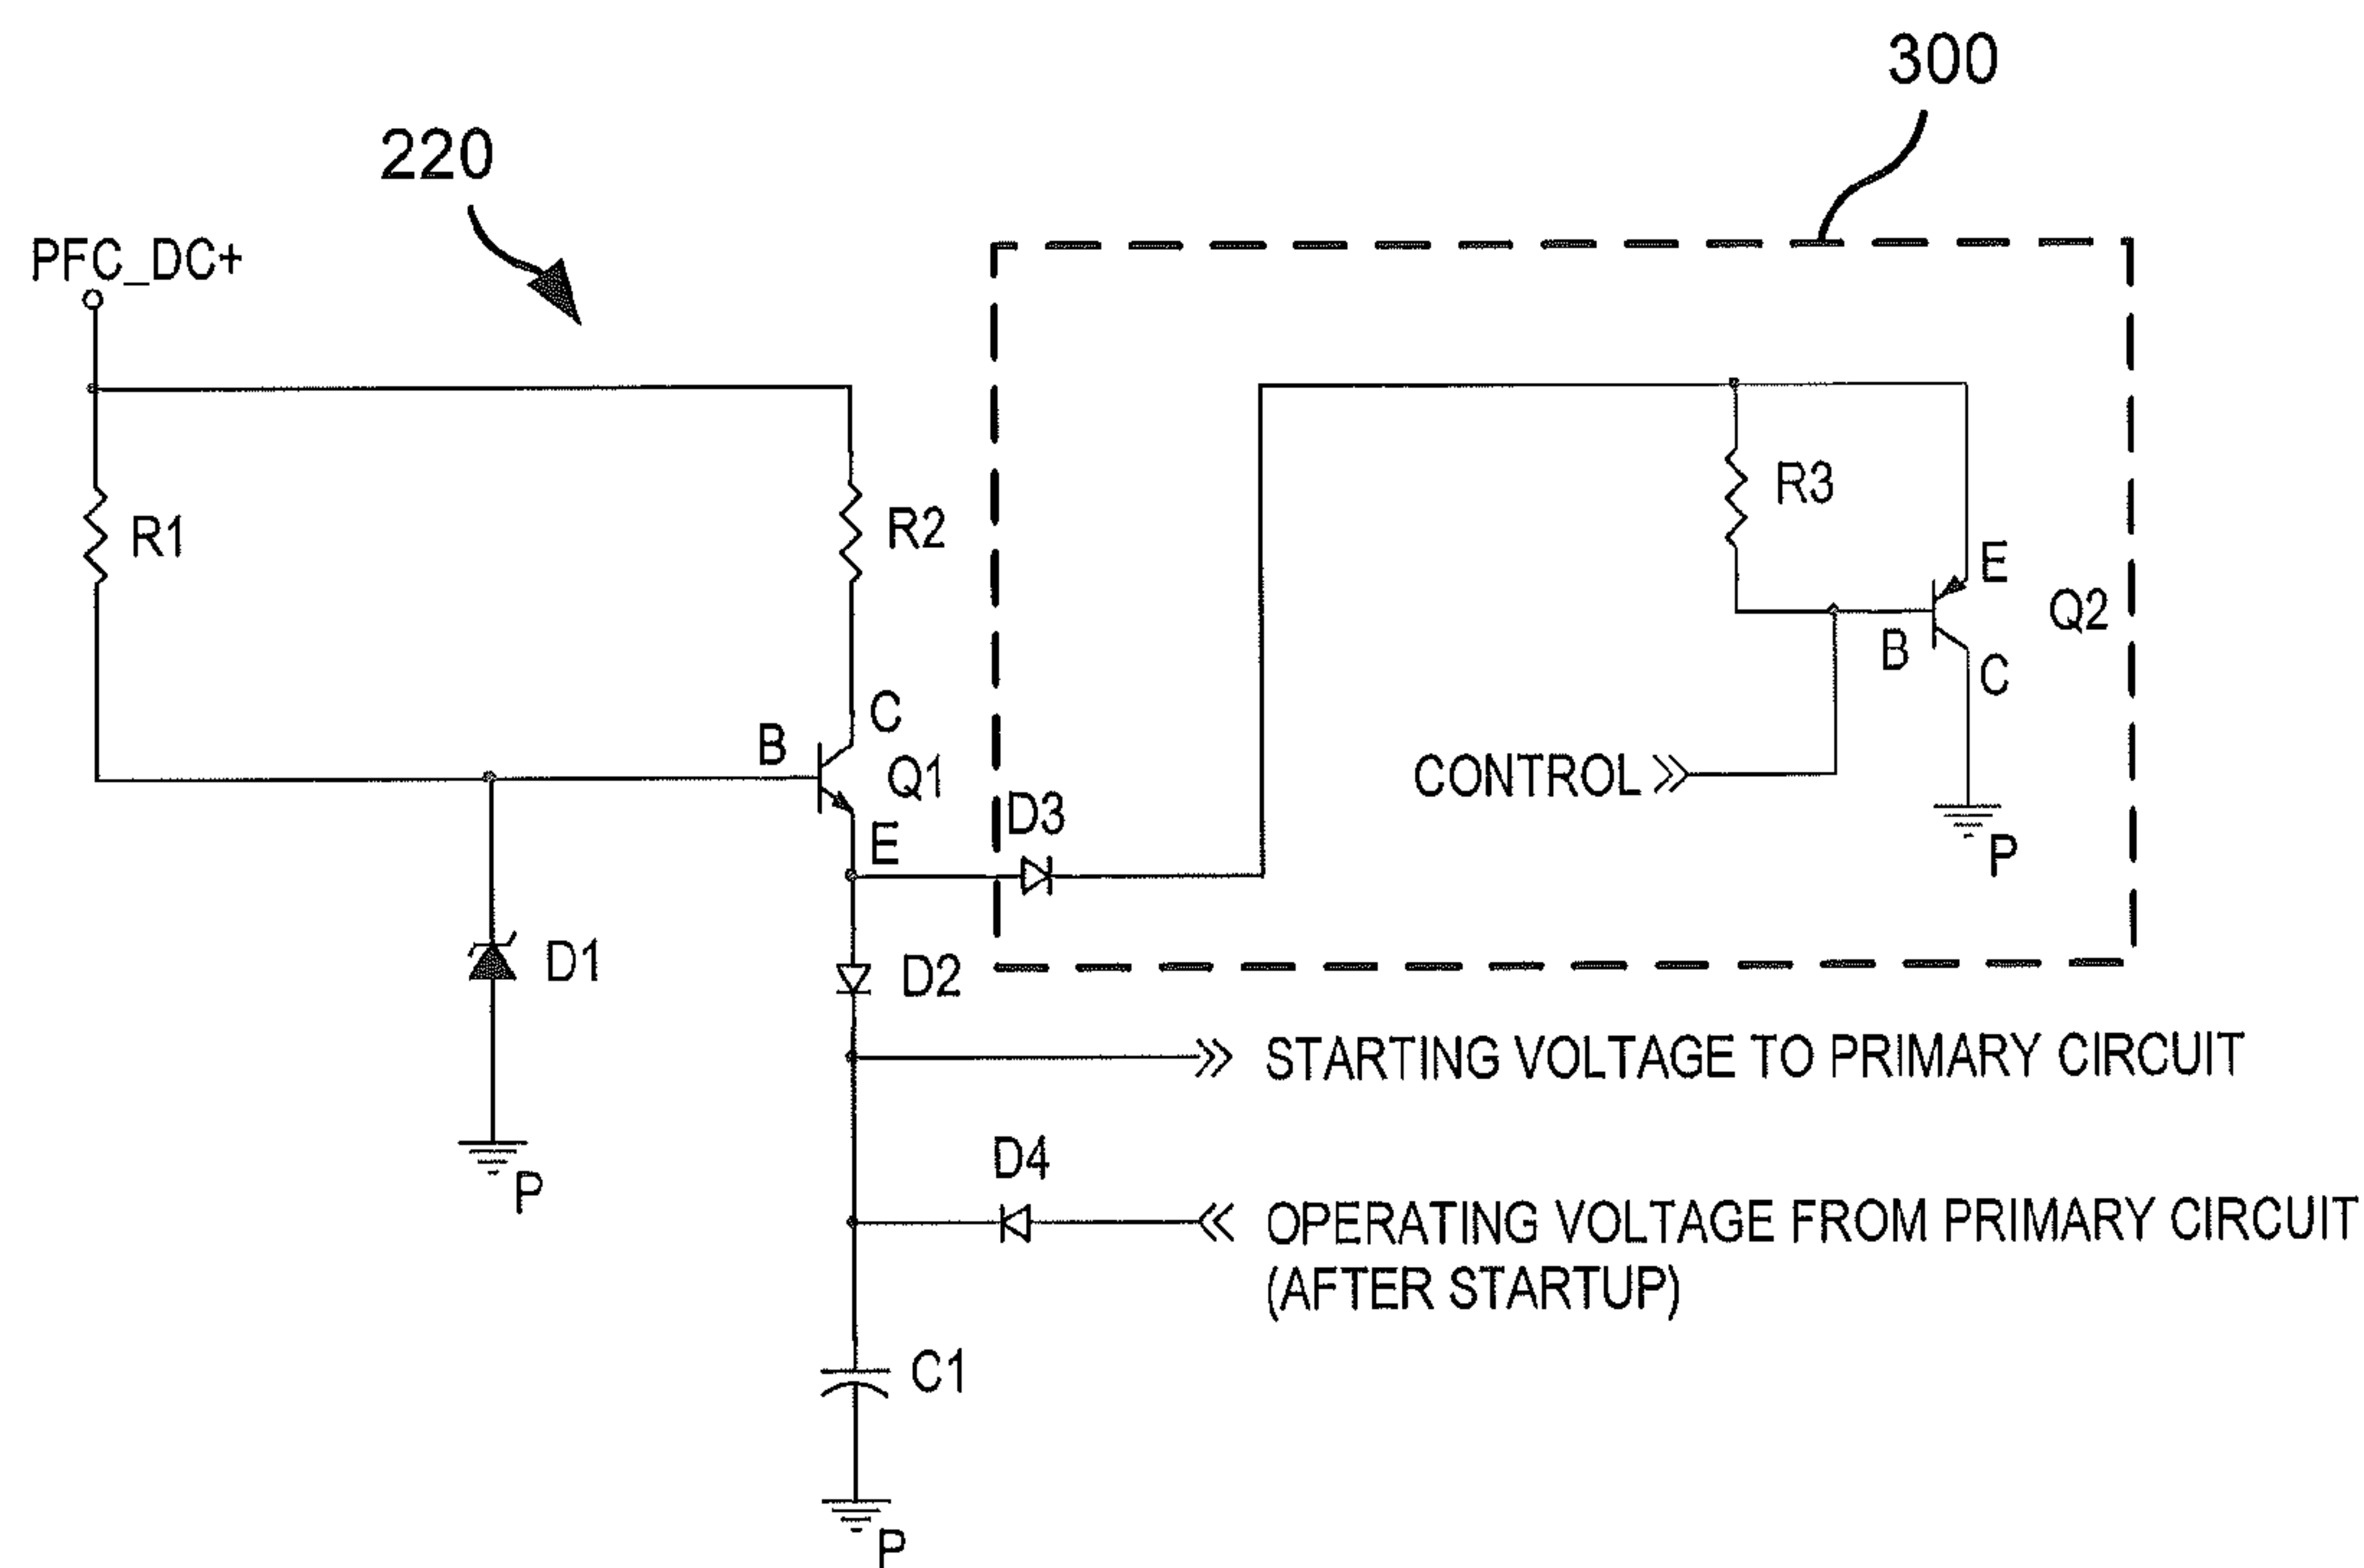 300
220
PFC_DC+
R1
R2
R3
E
Q2
B
C
C
B
Q1
CONTROL
D3
E
P
D1
D2
STARTING VOLTAGE TO PRIMARY CIRCUIT
D4
P
OPERATING VOLTAGE FROM PRIMARY CIRCUIT
(AFTER STARTUP)
C1
P